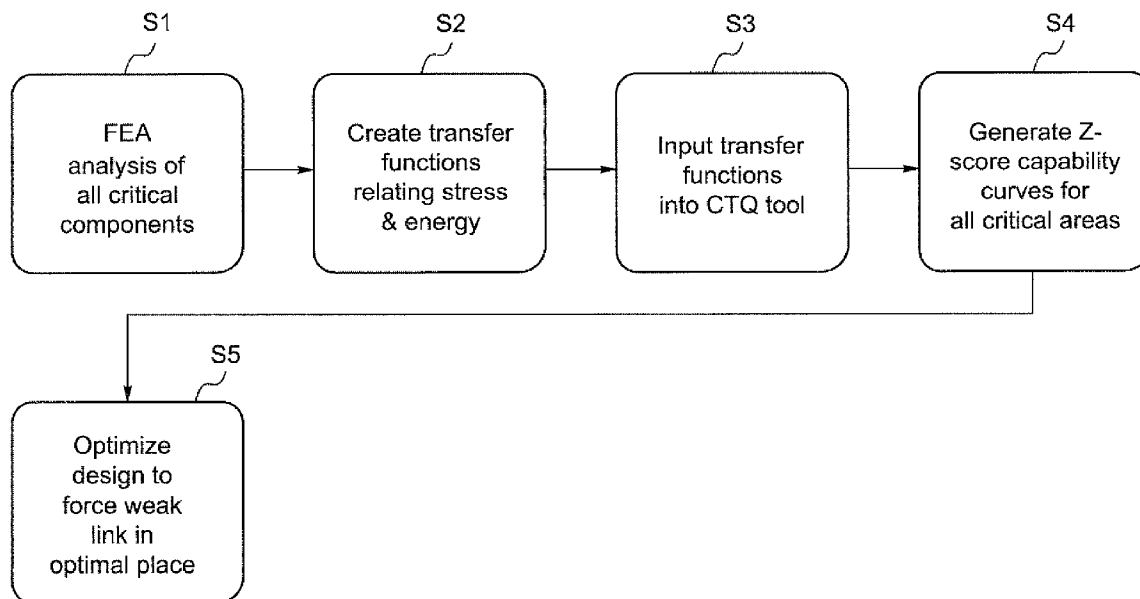 S1
FEA
analysis of
all critical
components
S2
Create transfer
functions
relating stress
& energy
S3
Input transfer
functions
into CTQ tool
S4
Generate Z-
score capability
curves for
all critical areas
S5
Optimize
design to
force weak
link in
optimal place